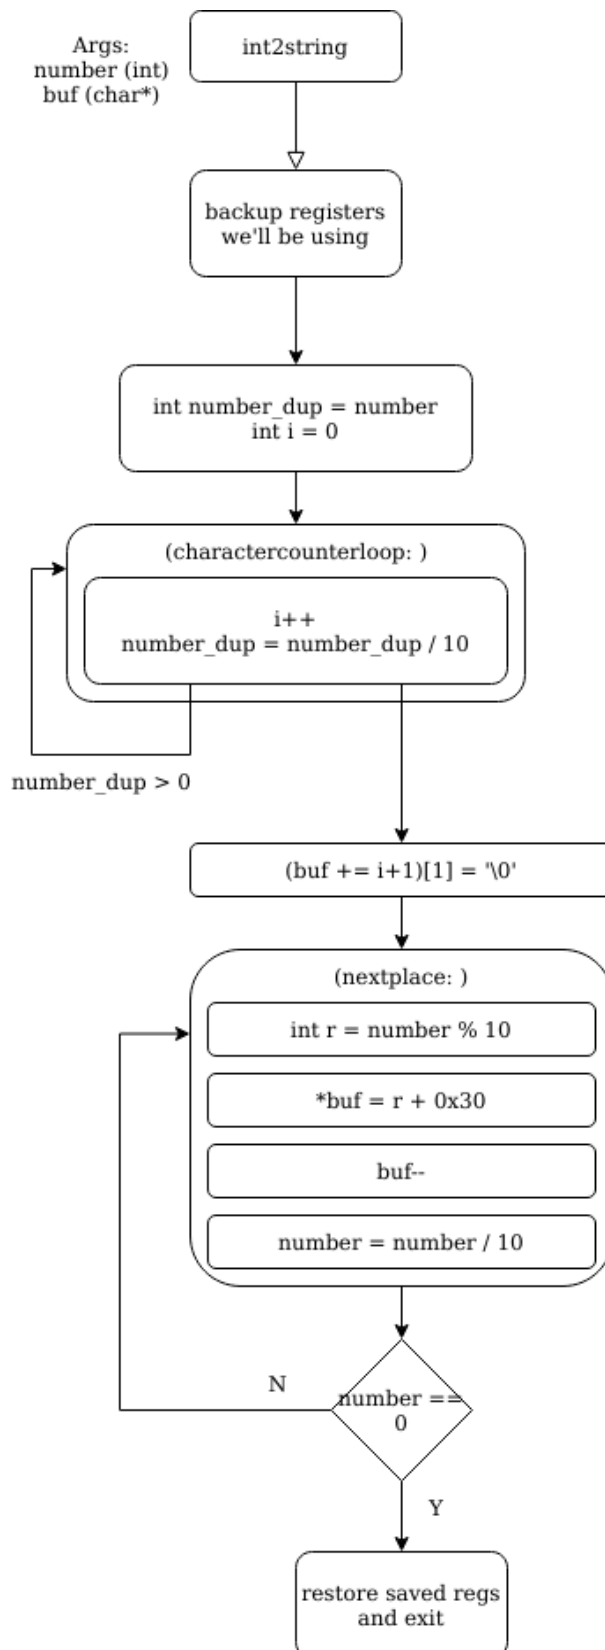 Args:
number (int)
buf (char*)
int2string
backup registers
we'll be using
int number_dup = number
int i = 0
(charactercounterloop: )
i++
number_dup = number_dup / 10
number_dup > 0
(buf += i+1)[1] = '\0'
(nextplace: )
int r = number % 10
*buf = r + 0x30
buf--
number = number / 10
N
number ==
0
Y
restore saved regs
and exit